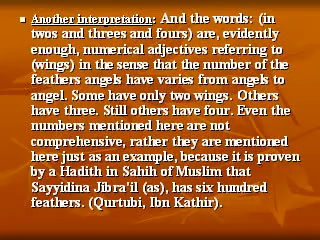 Another interpretation: And the words: (in
twos and threes and fours) are, evidently
enough, numerical adjectives referring to
(wings) in the sense that the number of the
feathers angels have varies from angels to
angel. Some have only two wings. Others
have three. Still others have four. Even the
numbers mentioned here are not
comprehensive, rather they are mentioned
here just as an example, because it is proven
by a Hadith in Sahih of Muslim that
Sayyidina Jibra'il (as), has six hundred
feathers. (Qurtubi, Ibn Kathir).